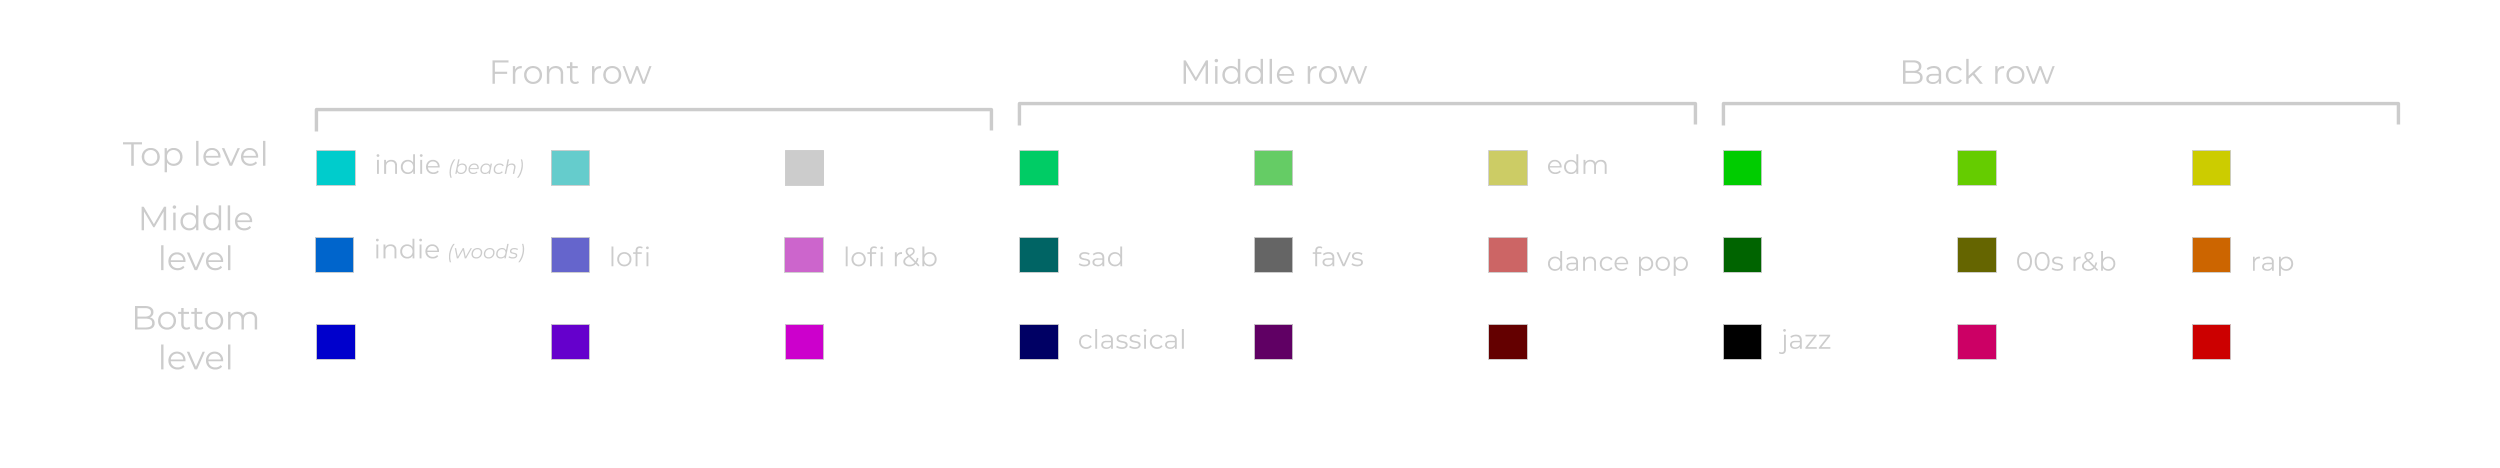 Front row
Middle row
Back row
Top level
indie (beach)
edm
Middle
level
indie (woods)
lofi
lofi r&b
sad
favs
dance pop
00s r&b
rap
Bottom
level
classical
jazz